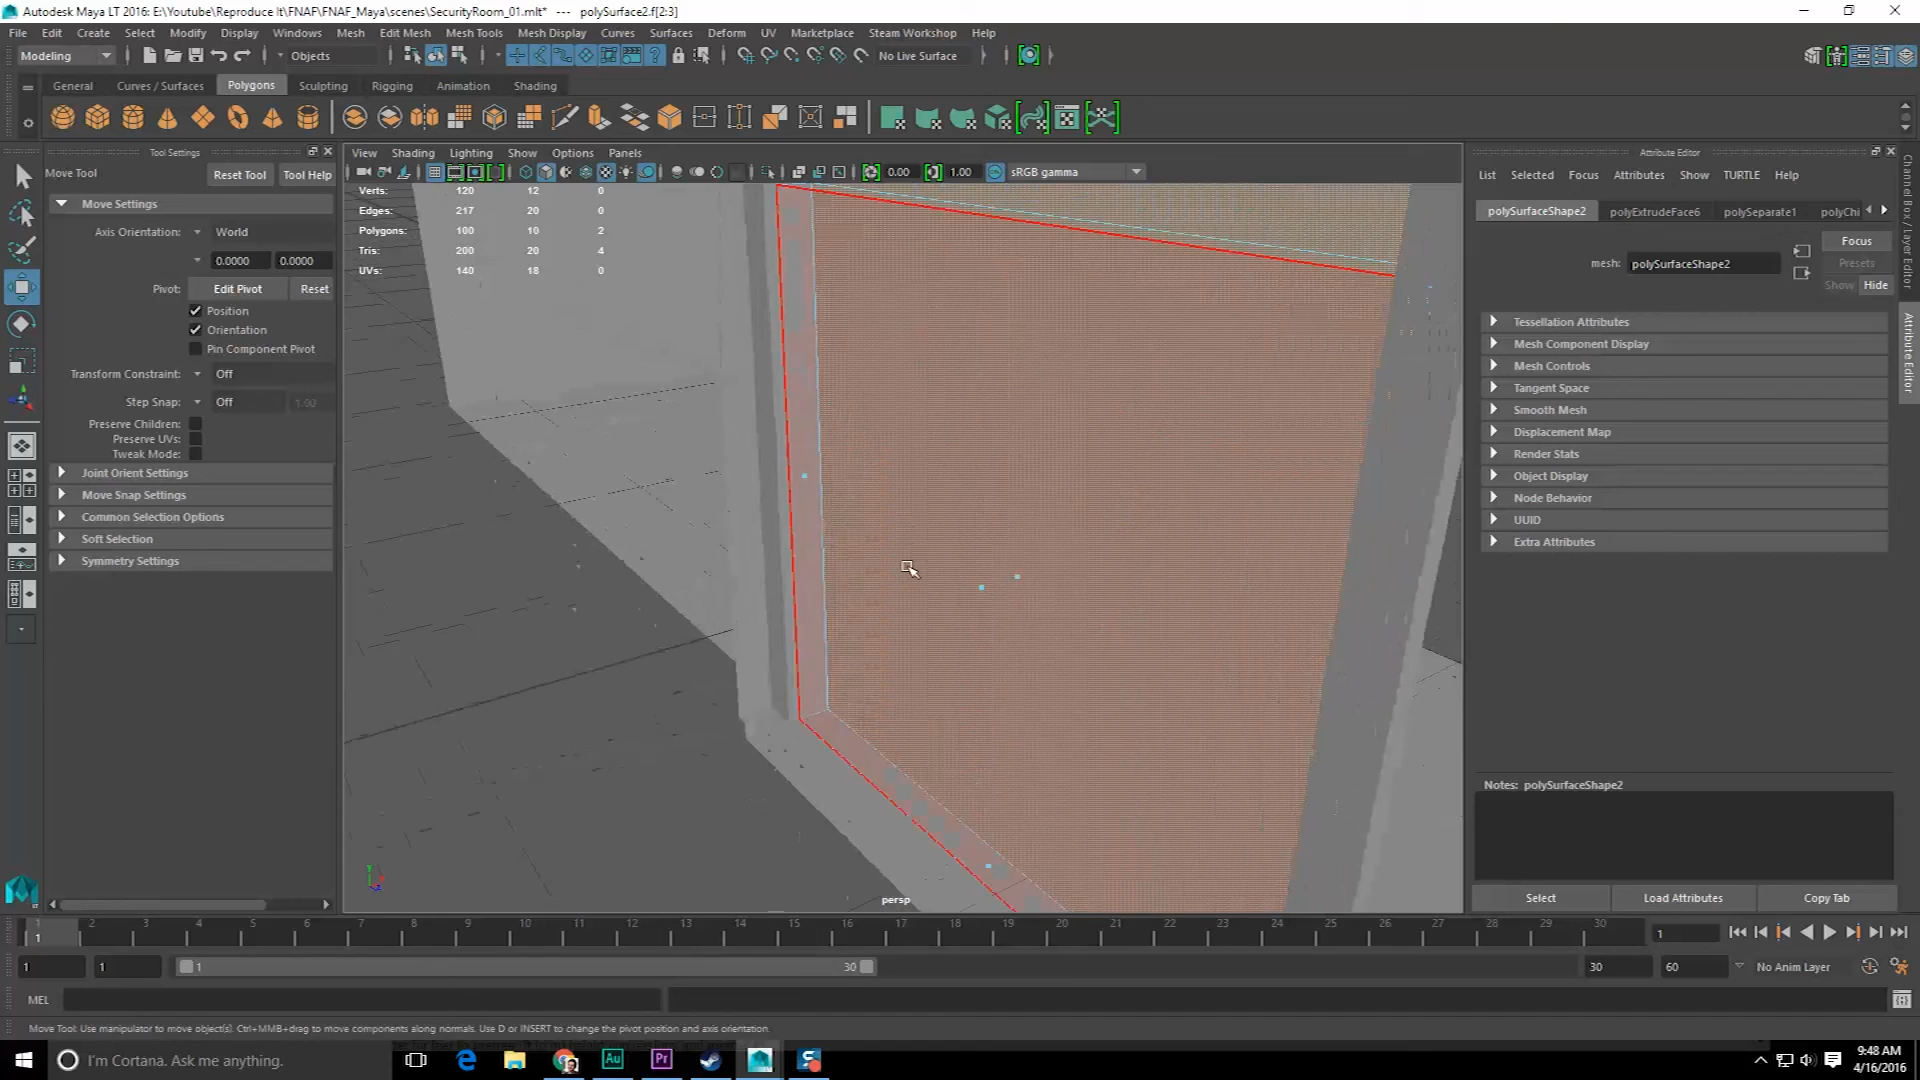 Autodesk Maya LT 2016: E:\Youtube\Reproduce It\FNAF\FNAF_Maya\scenes\SecurityRoom_01.mlt* --- polySurface2.f[2:3]
File Edit Create Select Modify Display Windows Mesh Edit Mesh Mesh Tools Mesh Display Curves Surfaces Deform UV Marketplace Steam Workshop Help
Modeling Objects No Live Surface
General Curves / Surfaces Polygons Sculpting Rigging Animation Shading
Tool Settings
Move Tool Reset Tool Tool Help
Move Settings
Axis Orientation: World
0.0000 0.0000
Pivot: Edit Pivot Reset
Position
Orientation
Pin Component Pivot
Transform Constraint: Off
Step Snap: Off 1.00
Preserve Children:
Preserve UVs:
Tweak Mode:
Joint Orient Settings
Move Snap Settings
Common Selection Options
Soft Selection
Symmetry Settings
View Shading Lighting Show Options Panels
0.00 1.00 sRGB gamma
Verts: 120 12 0
Edges: 217 20 0
Polygons: 100 10 2
Tris: 200 20 4
UVs: 140 18 0
persp
Attribute Editor
List Selected Focus Attributes Show TURTLE Help
polySurfaceShape2 polyExtrudeFace6 polySeparate1 polyChi
mesh: polySurfaceShape2
Focus
Presets
Show Hide
Tessellation Attributes
Mesh Component Display
Mesh Controls
Tangent Space
Smooth Mesh
Displacement Map
Render Stats
Object Display
Node Behavior
UUID
Extra Attributes
Notes: polySurfaceShape2
Select Load Attributes Copy Tab
Channel Box / Layer Editor
Attribute Editor
1 2 3 4 5 6 7 8 9 10 11 12 13 14 15 16 17 18 19 20 21 22 23 24 25 26 27 28 29 30
1 1
1 1 1 30 30 60 No Anim Layer
MEL
Move Tool: Use manipulator to move object(s). Ctrl+MMB+drag to move components along normals. Use D or INSERT to change the pivot position and axis orientation.
I'm Cortana. Ask me anything.
Au Pr
9:48 AM
4/16/2016